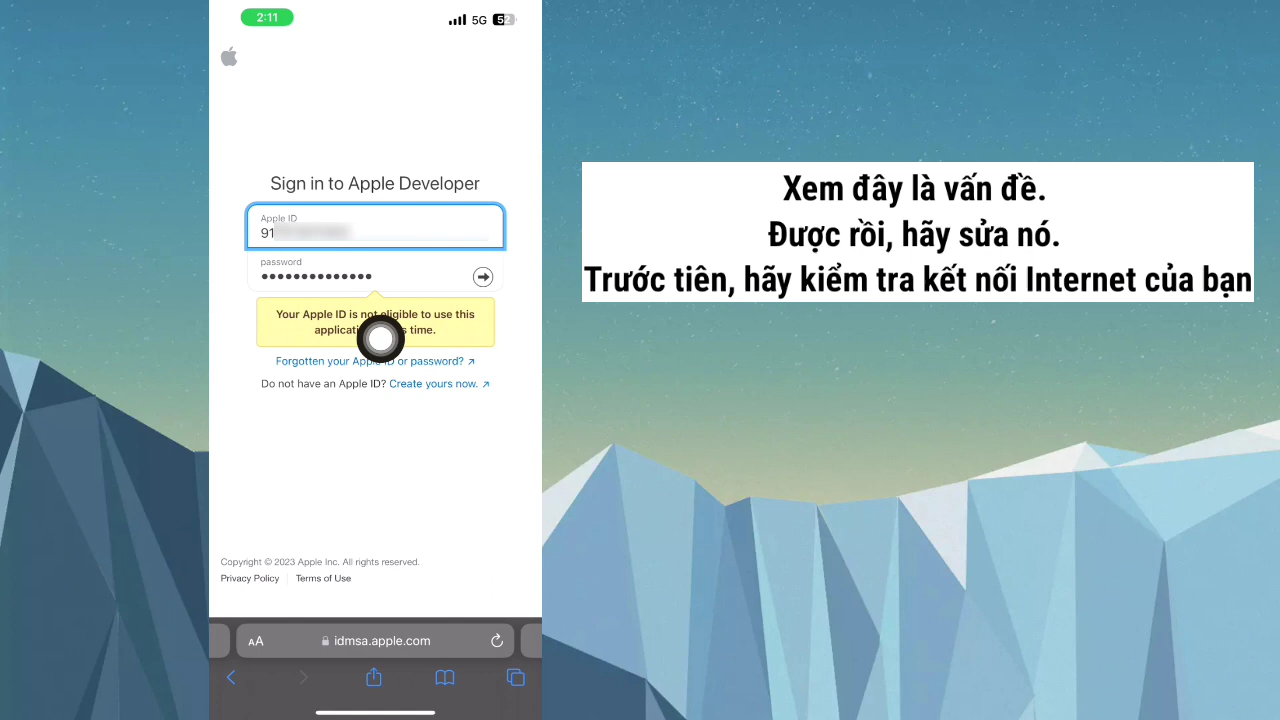 2:11
5G
52
Sign in to Apple Developer
Apple ID
91
password
Your Apple ID is not eligible to use this
time.
Forgotten your Apple ID or password? ↗
Do not have an Apple ID? Create yours now. ↗
Copyright © 2023 Apple Inc. All rights reserved.
Privacy Policy
Terms of Use
AA
idmsa.apple.com
Xem đây là vấn đề.
Được rồi, hãy sửa nó.
Trước tiên, hãy kiểm tra kết nối Internet của bạn